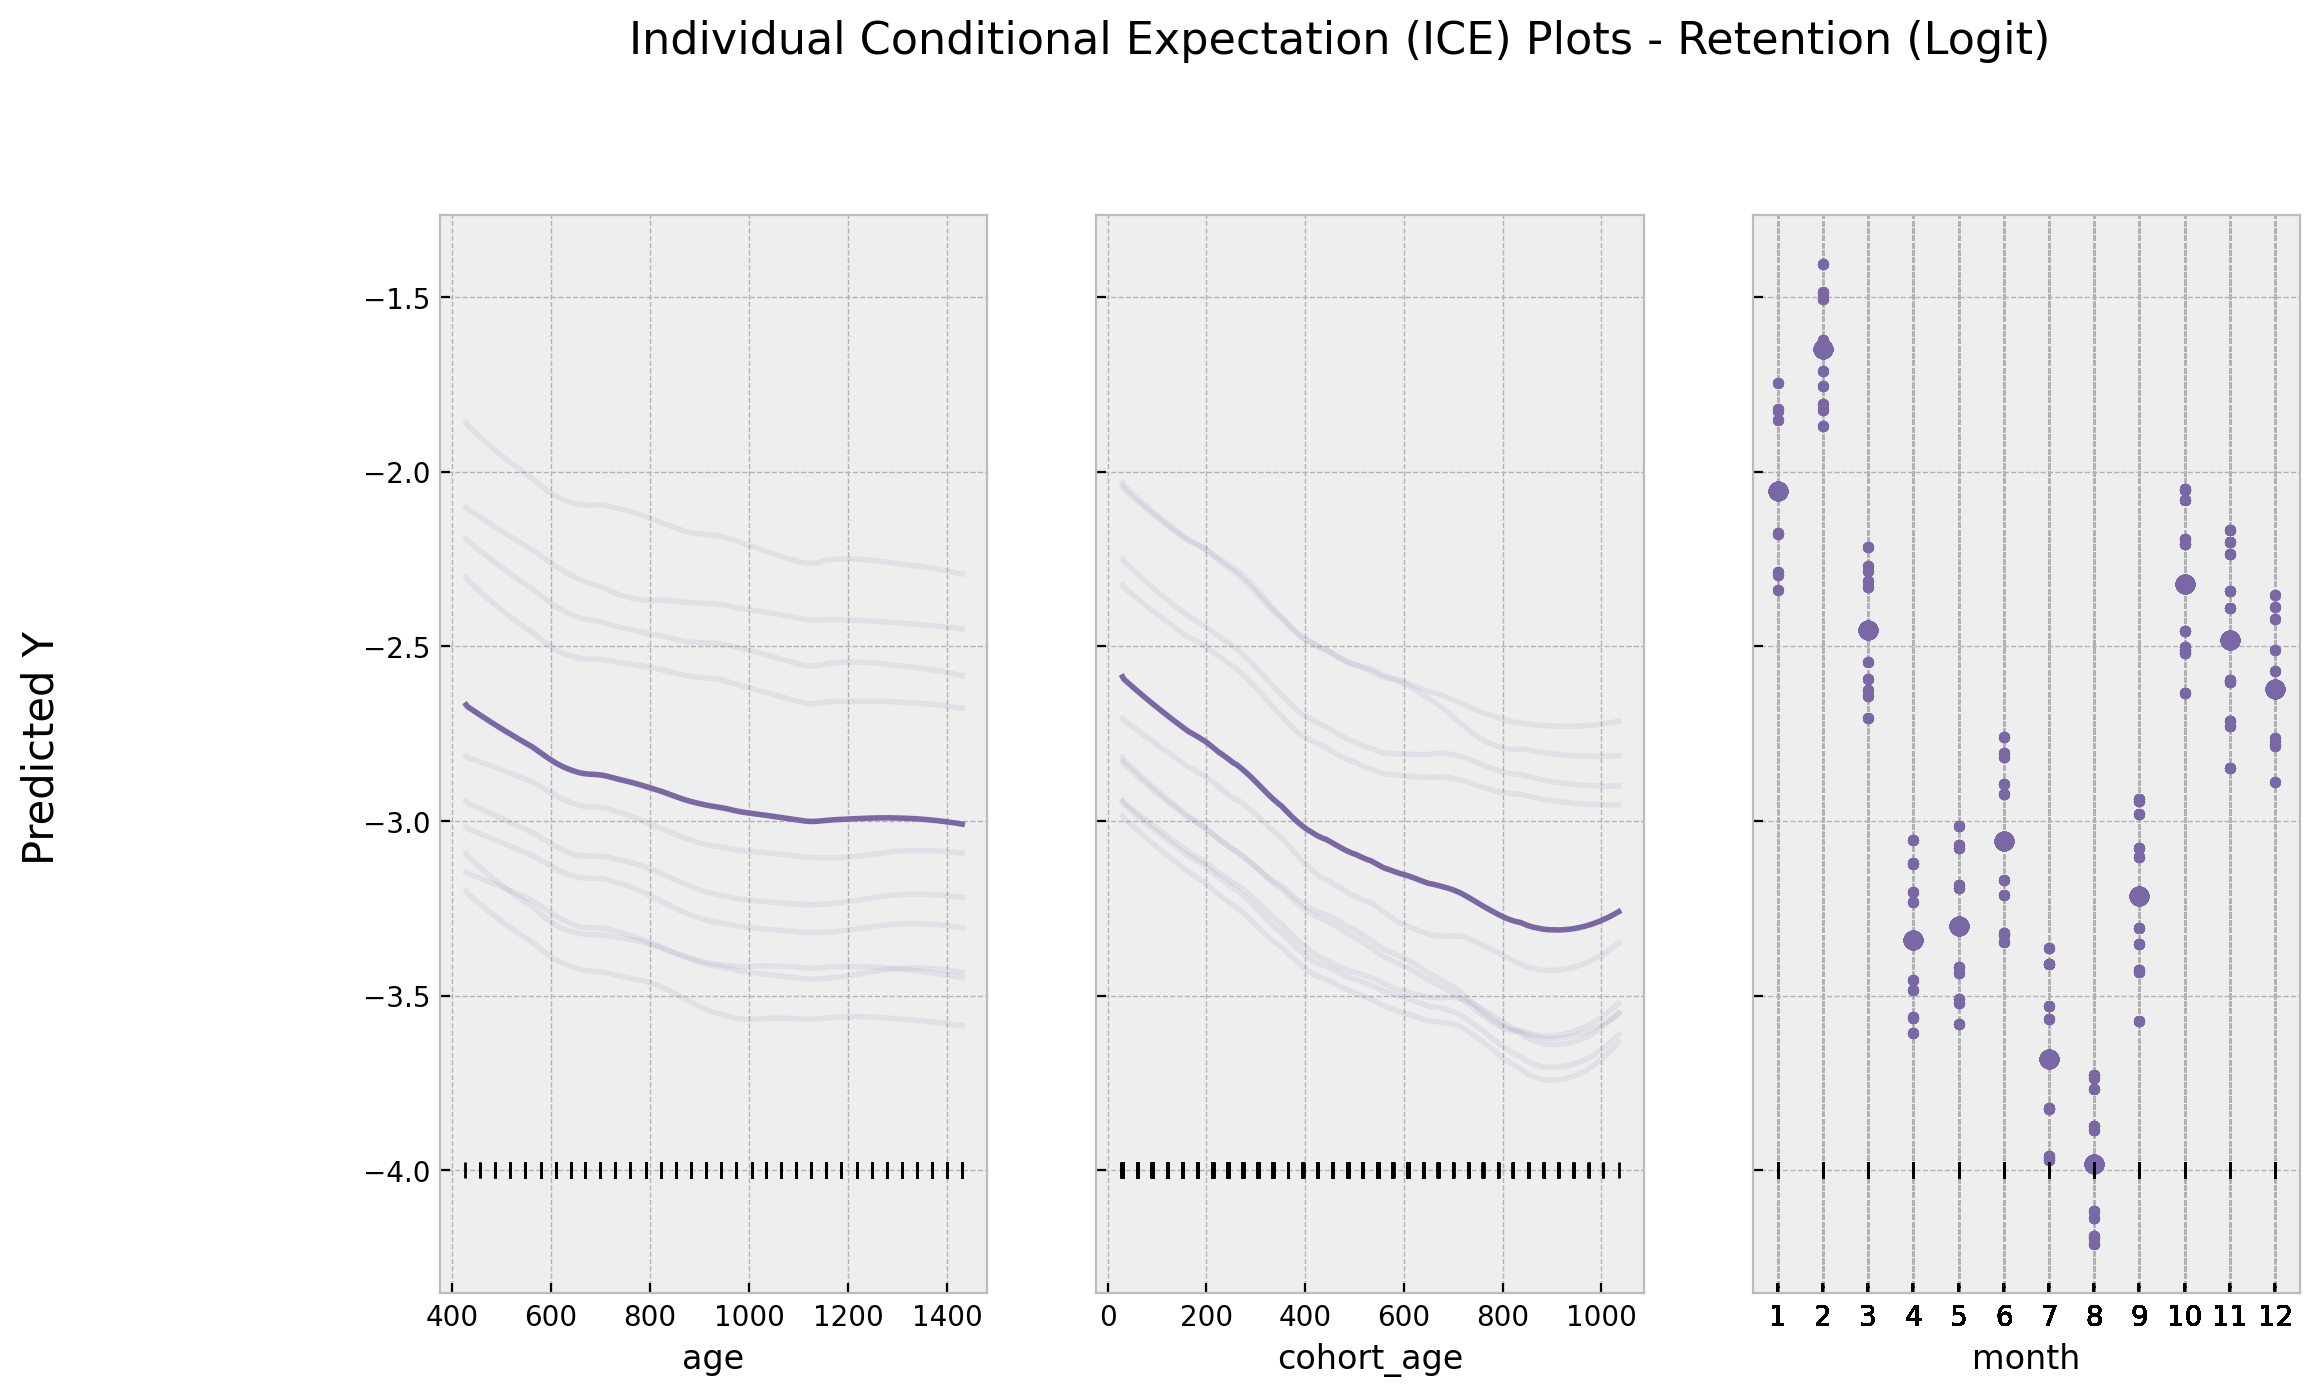 Individual Conditional Expectation (ICE) Plots - Retention (Logit)
Predicted Y
−1.5
−2.0
−2.5
−3.0
−3.5
−4.0
400 600 800 1000 1200 1400
age
0 200 400 600 800 1000
cohort_age
1 2 3 4 5 6 7 8 9 10 11 12
month